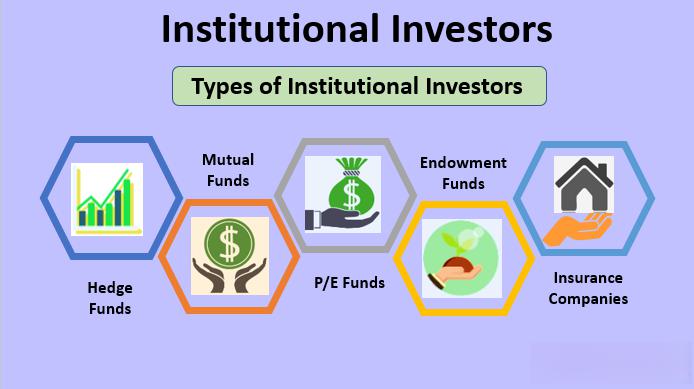 Institutional Investors
Types of Institutional Investors
Mutual
Funds
Endowment
Funds
Hedge
Funds
P/E Funds
Insurance
Companies